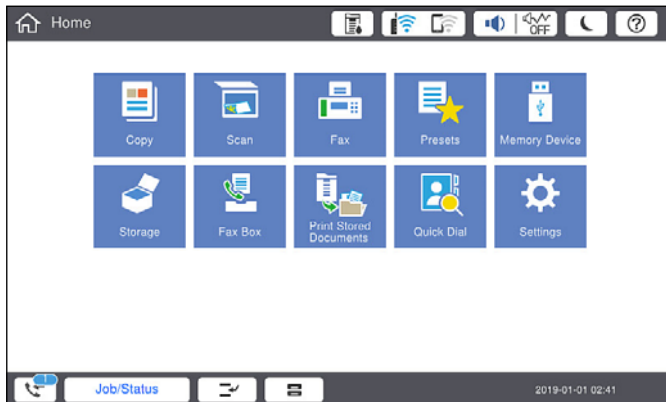 Home
OFF
Copy
Scan
Fax
Presets
Memory Device
Storage
Fax Box
Print Stored
Documents
Quick Dial
Settings
Job/Status
2019-01-01 02:41